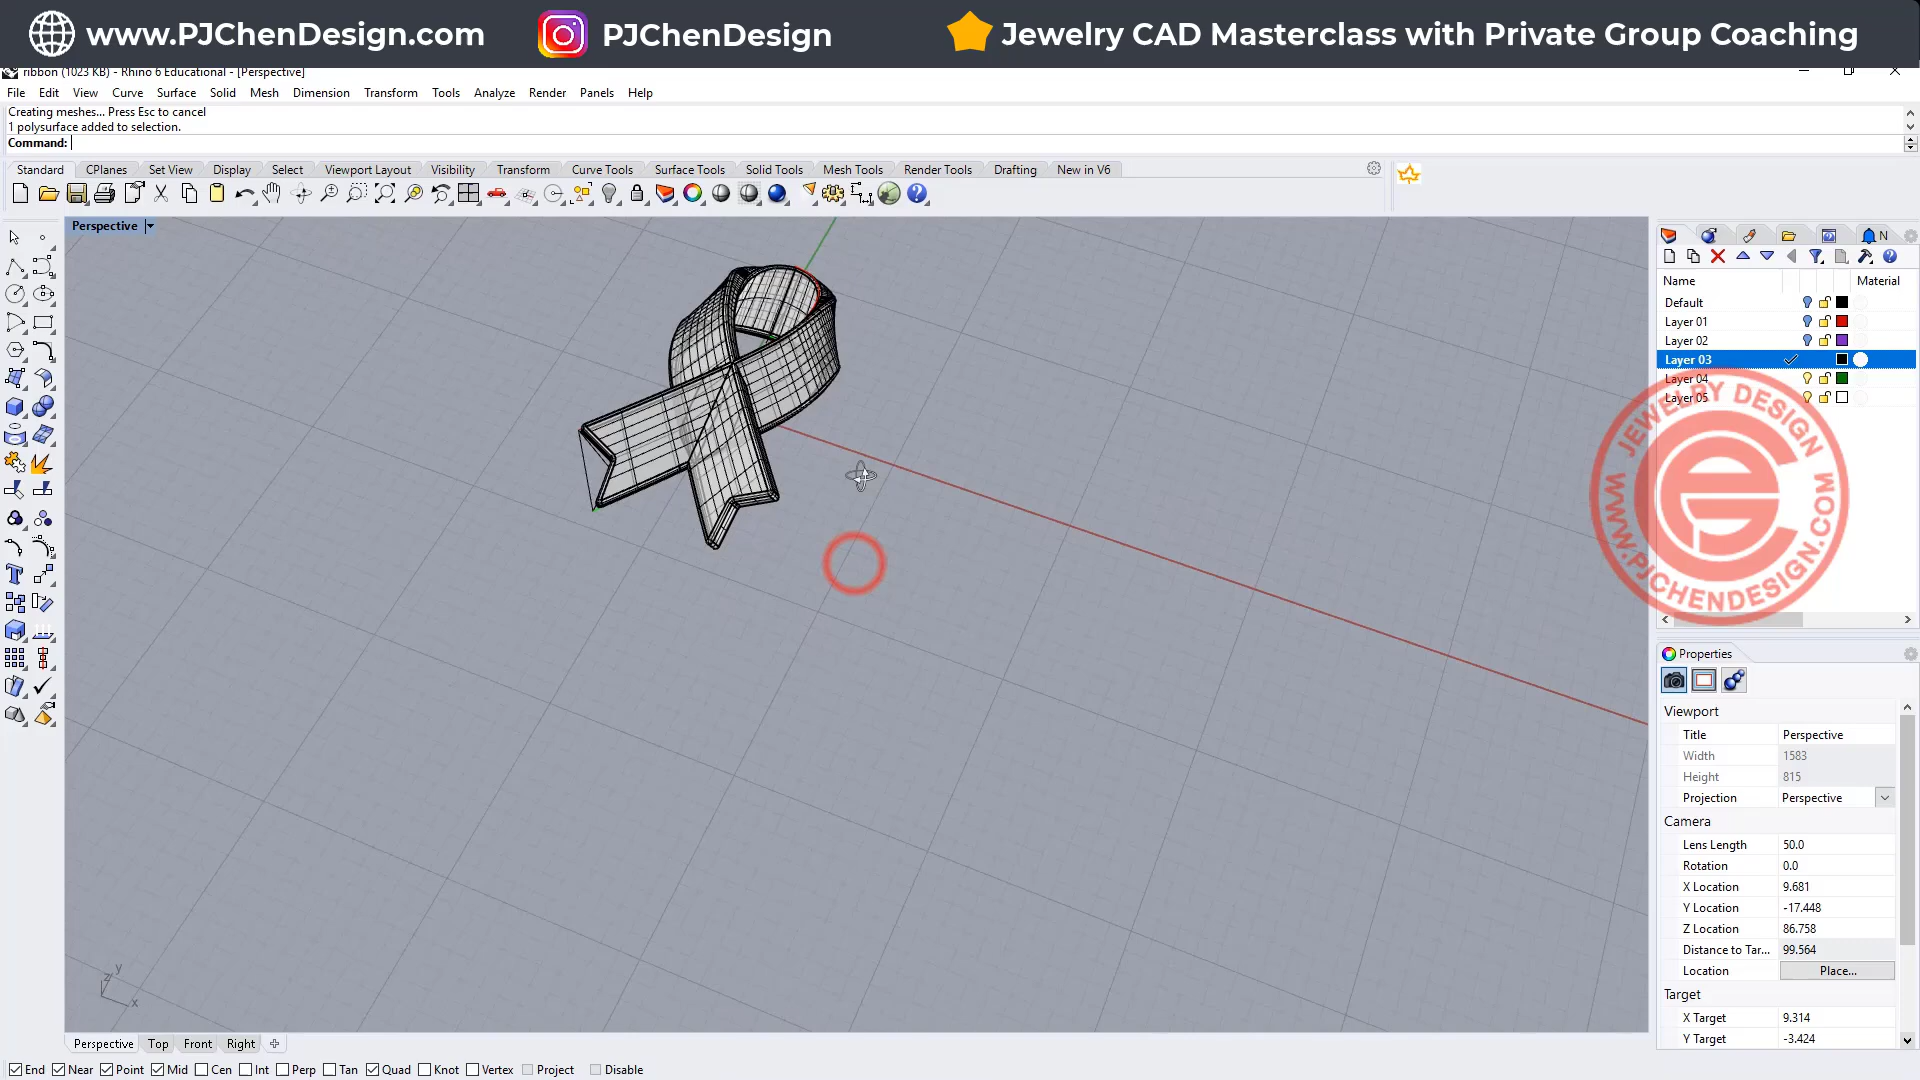 www.PJChenDesign.com PJChenDesign Jewelry CAD Masterclass with Private Group Coaching
ribbon (1023 KB) - Rhino 6 Educational - [Perspective]
File Edit View Curve Surface Solid Mesh Dimension Transform Tools Analyze Render Panels Help
Creating meshes... Press Esc to cancel
1 polysurface added to selection.
Command:
Standard CPlanes Set View Display Select Viewport Layout Visibility Transform Curve Tools Surface Tools Solid Tools Mesh Tools Render Tools Drafting New in V6
Perspective
N
Name Material
Default
Layer 01
Layer 02
Layer 03
Layer 04
Layer 05
JEWELRY DESIGN
WWW.PJCHENDESIGN.COM
Properties
Viewport
Title Perspective
Width 1583
Height 815
Projection Perspective
Camera
Lens Length 50.0
Rotation 0.0
X Location 9.681
Y Location -17.448
Z Location 86.758
Distance to Tar... 99.564
Location Place...
Target
X Target 9.314
Y Target -3.424
z y x
Perspective Top Front Right
End Near Point Mid Cen Int Perp Tan Quad Knot Vertex Project Disable